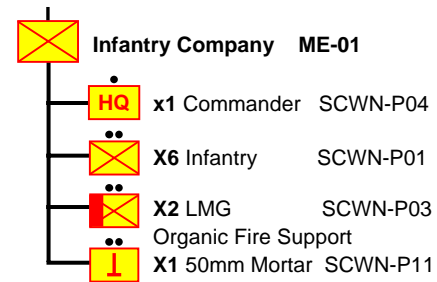 Infantry Company ME-01
HQ x1 Commander SCWN-P04
X6 Infantry SCWN-P01
X2 LMG SCWN-P03
Organic Fire Support
X1 50mm Mortar SCWN-P11